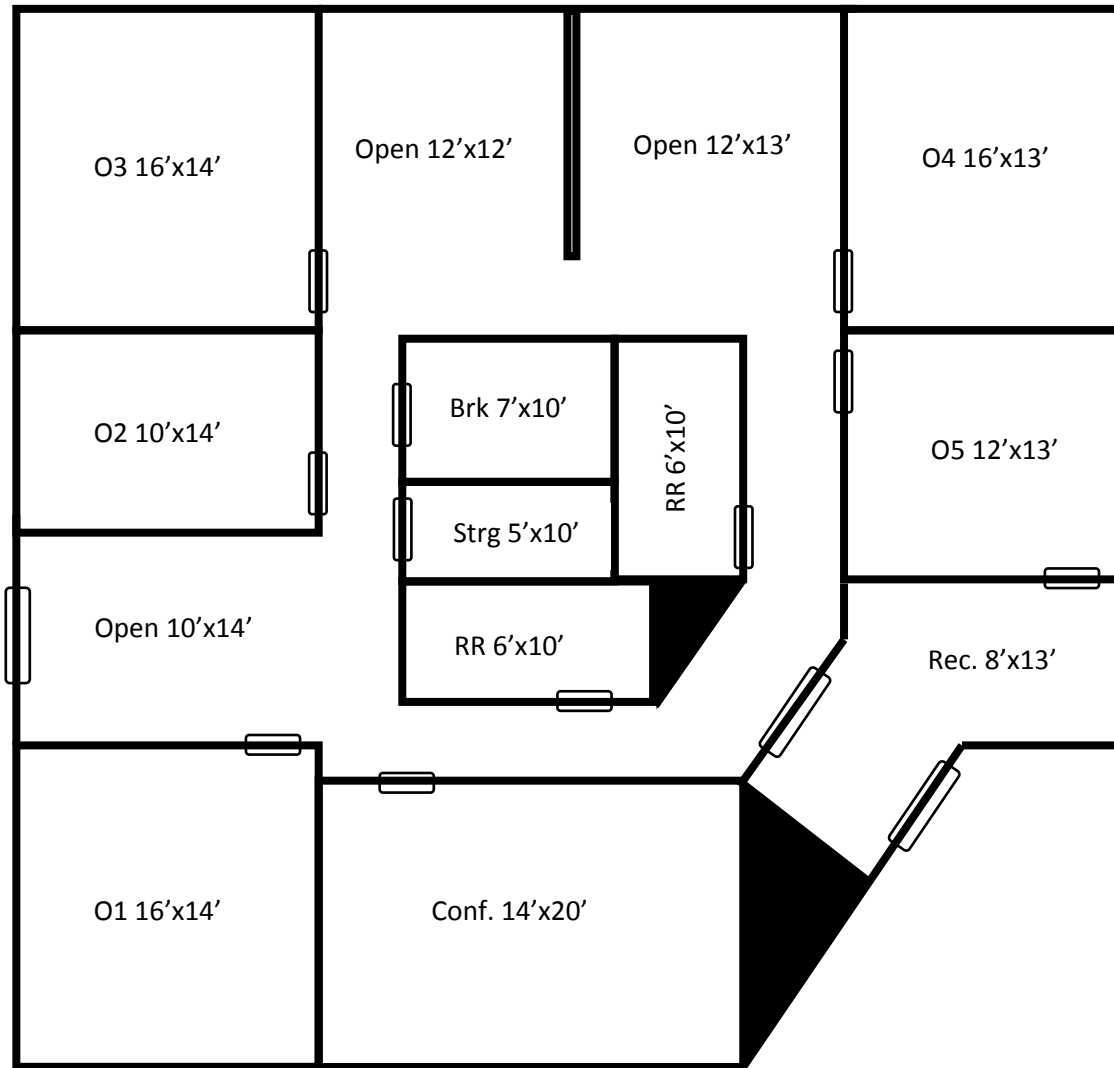 O3 16’x14’
Open 12’x12’
Open 12’x13’
O4 16’x13’
O2 10’x14’
Brk 7’x10’
RR 6’x10’
O5 12’x13’
Strg 5’x10’
Open 10’x14’
RR 6’x10’
Rec. 8’x13’
O1 16’x14’
Conf. 14’x20’